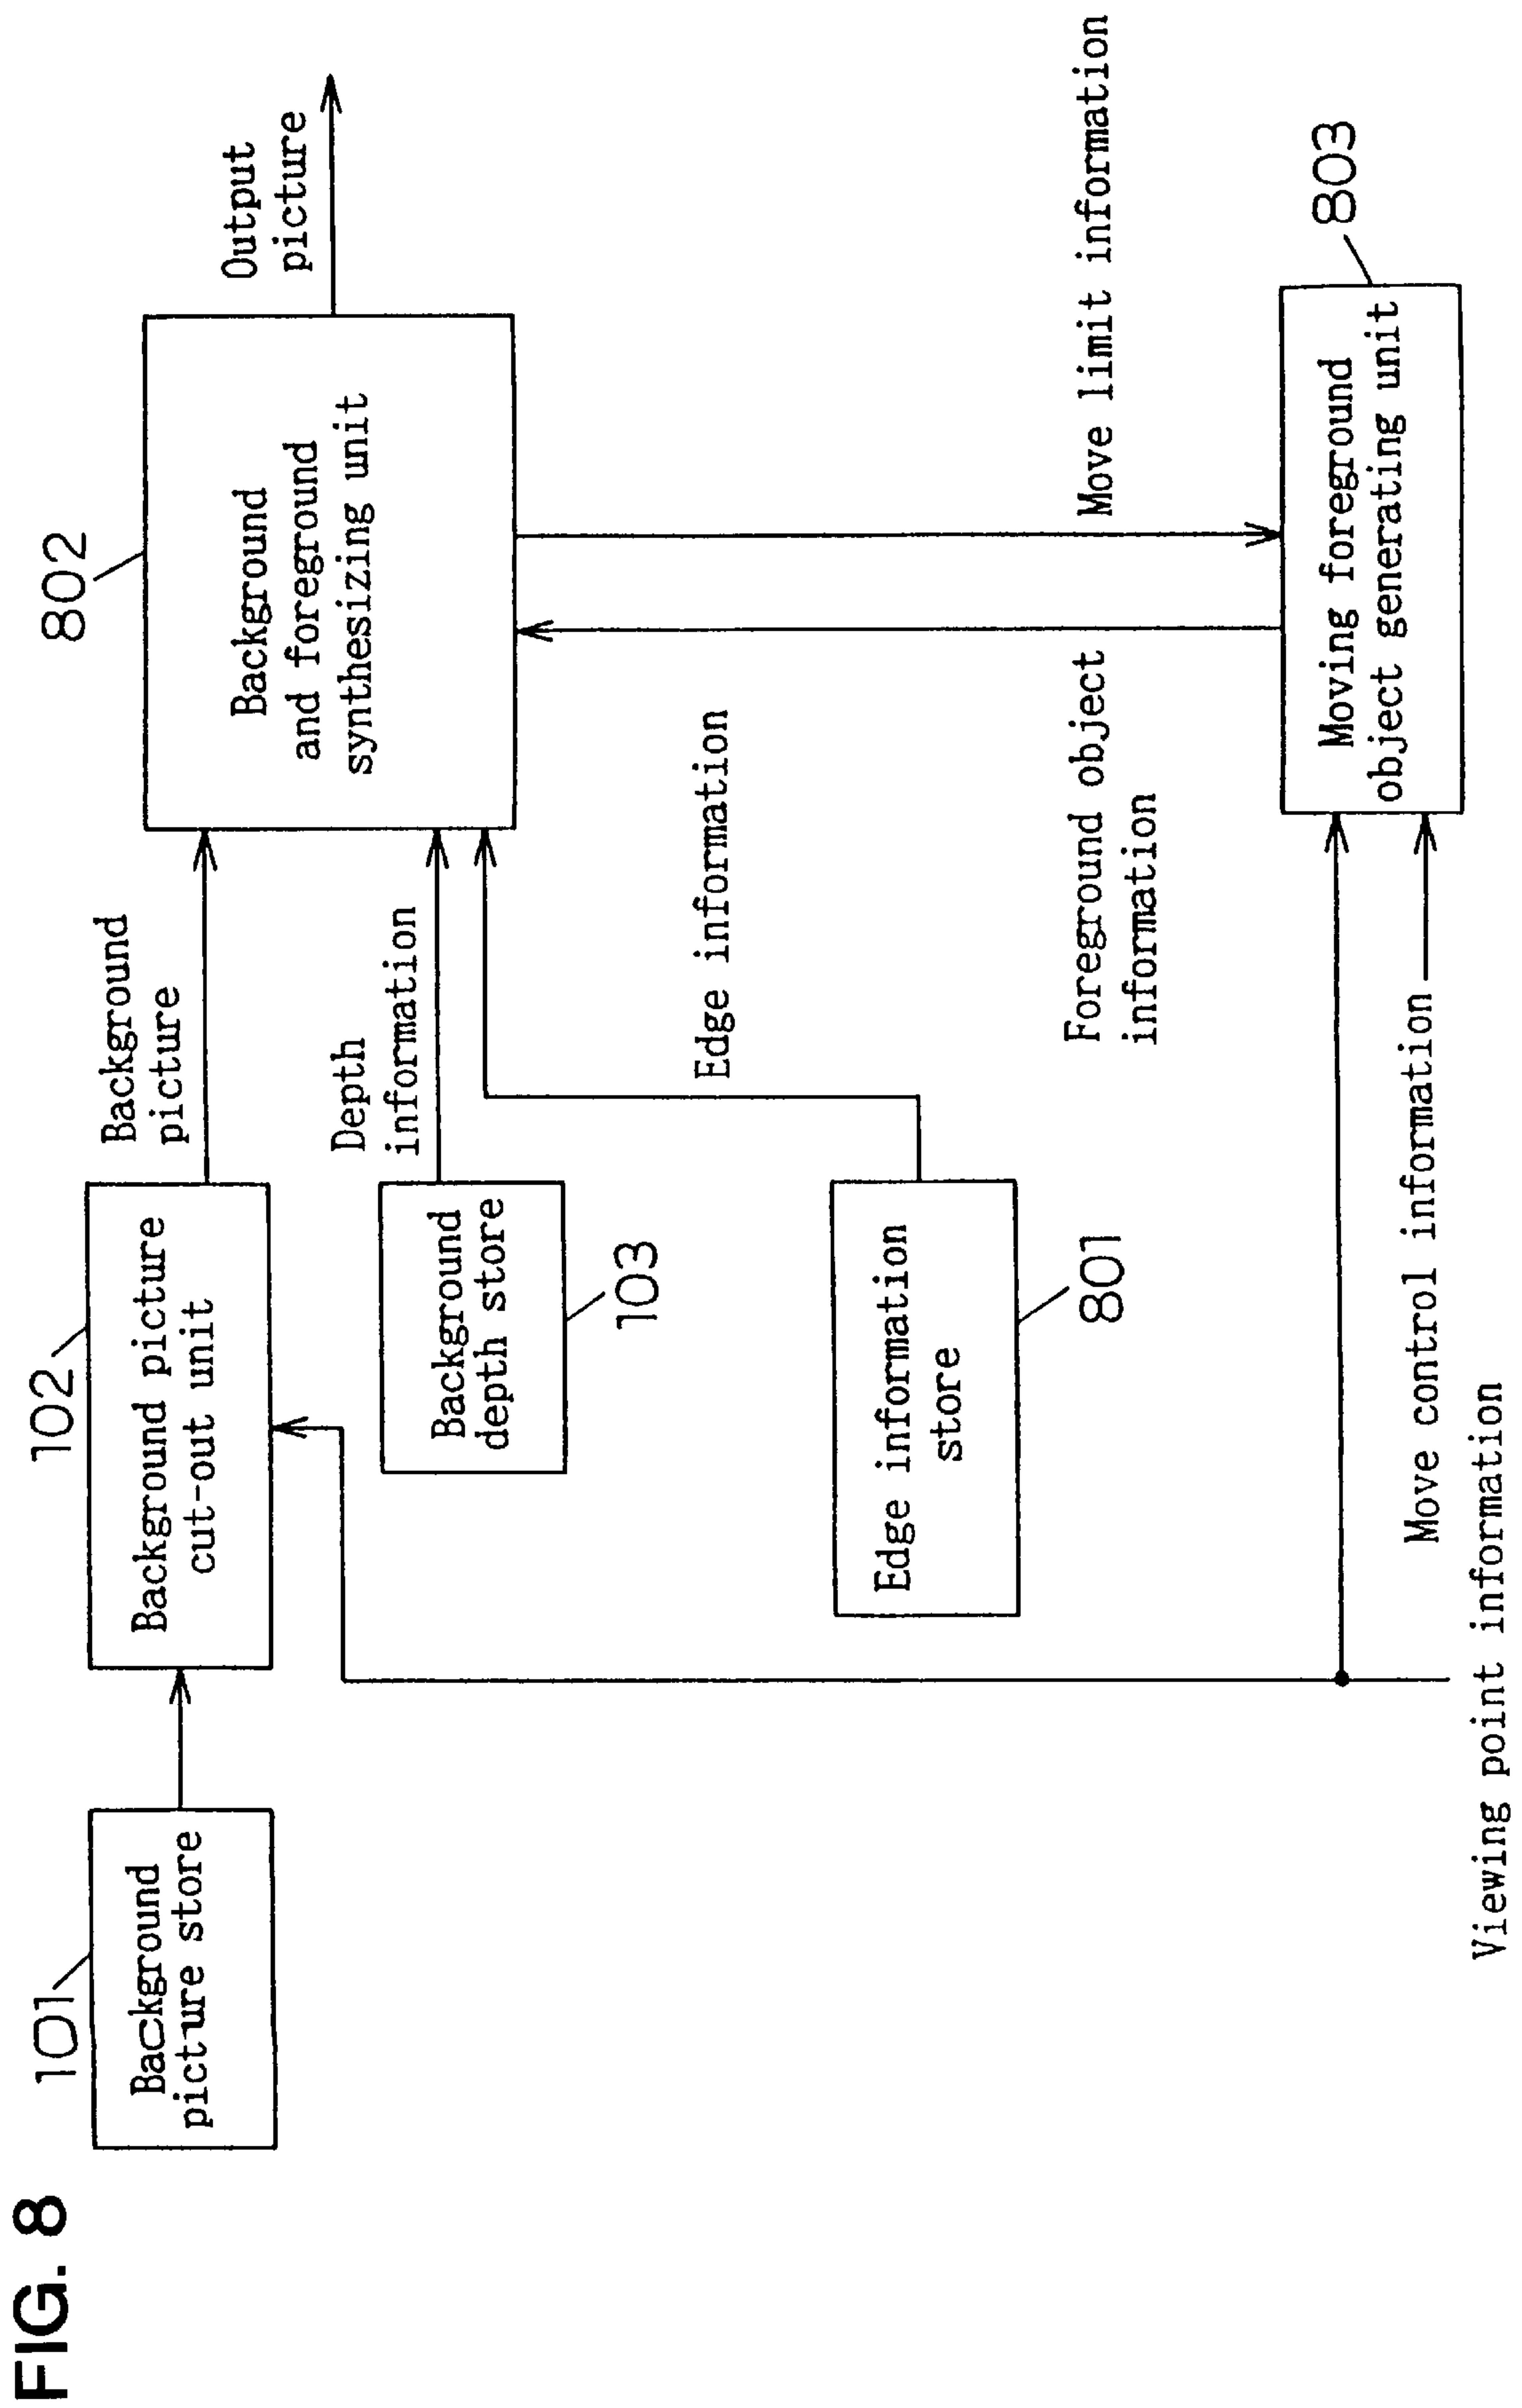 FIG. 8
101
Background
picture store
102
Background picture
cut-out unit
Background
picture
802
Background
and foreground
synthesizing unit
Output
picture
Background
depth store
103
Depth
information
Edge information
store
801
Edge information
Foreground object
information
Move limit information
Moving foreground
object generating unit
803
Move control information
Viewing point information